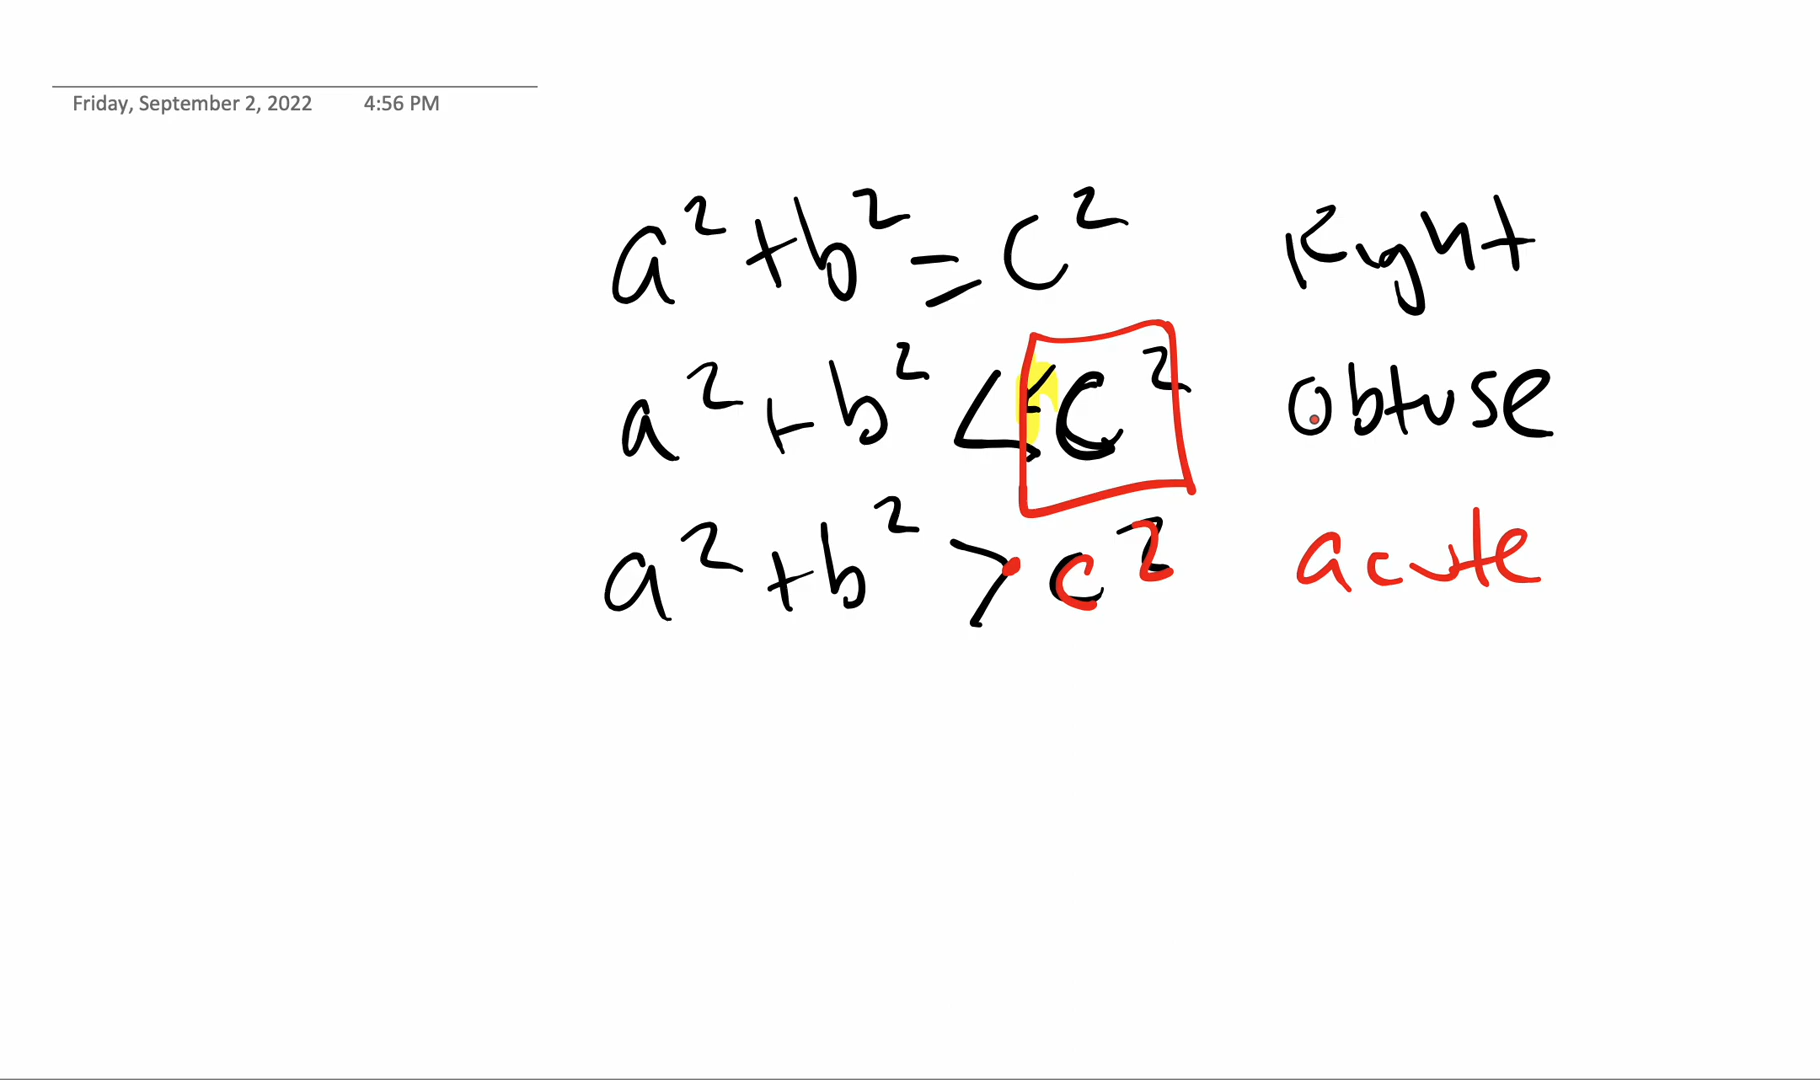 Friday, September 2, 2022 4:56 PM
a² + b² = c² Right
a² + b² < c² obtuse
a² + b² > c² acute